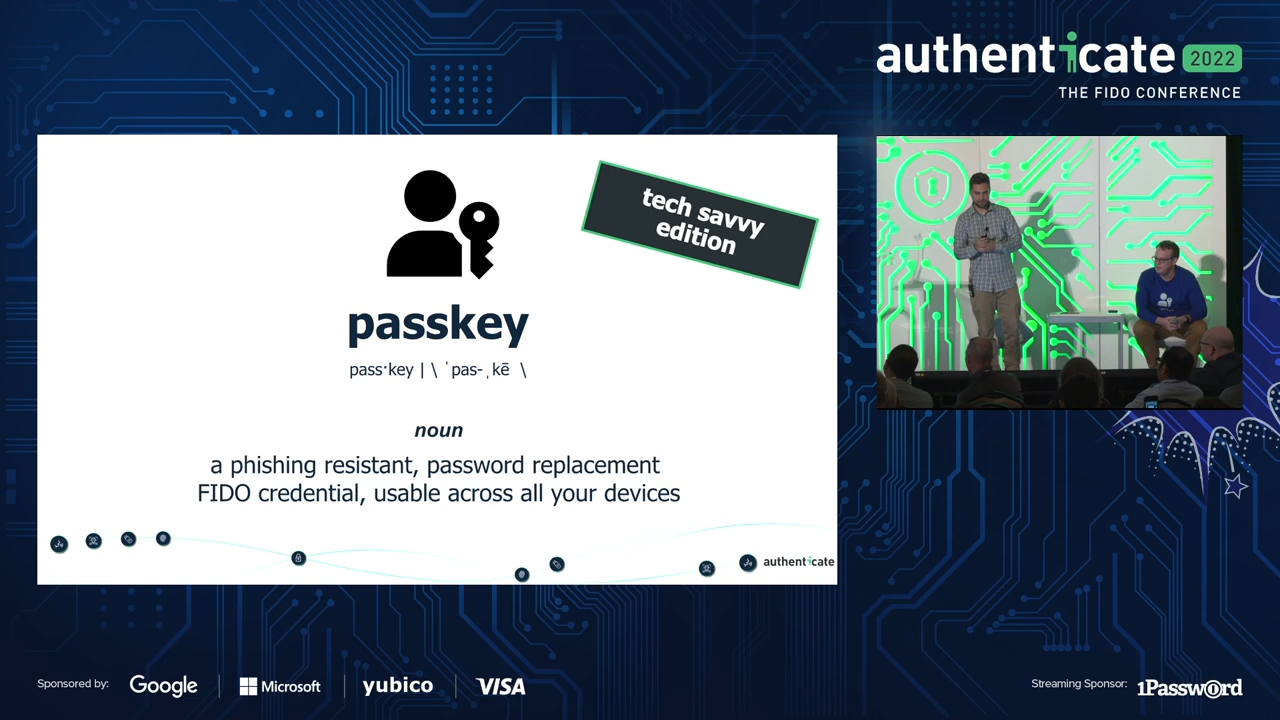 authenticate 2022
THE FIDO CONFERENCE
tech savvy
edition
passkey
pass·key | \ ˈpas-ˌkē \
noun
a phishing resistant, password replacement
FIDO credential, usable across all your devices
authenticate
Sponsored by: Google Microsoft yubico VISA
Streaming Sponsor: 1Password